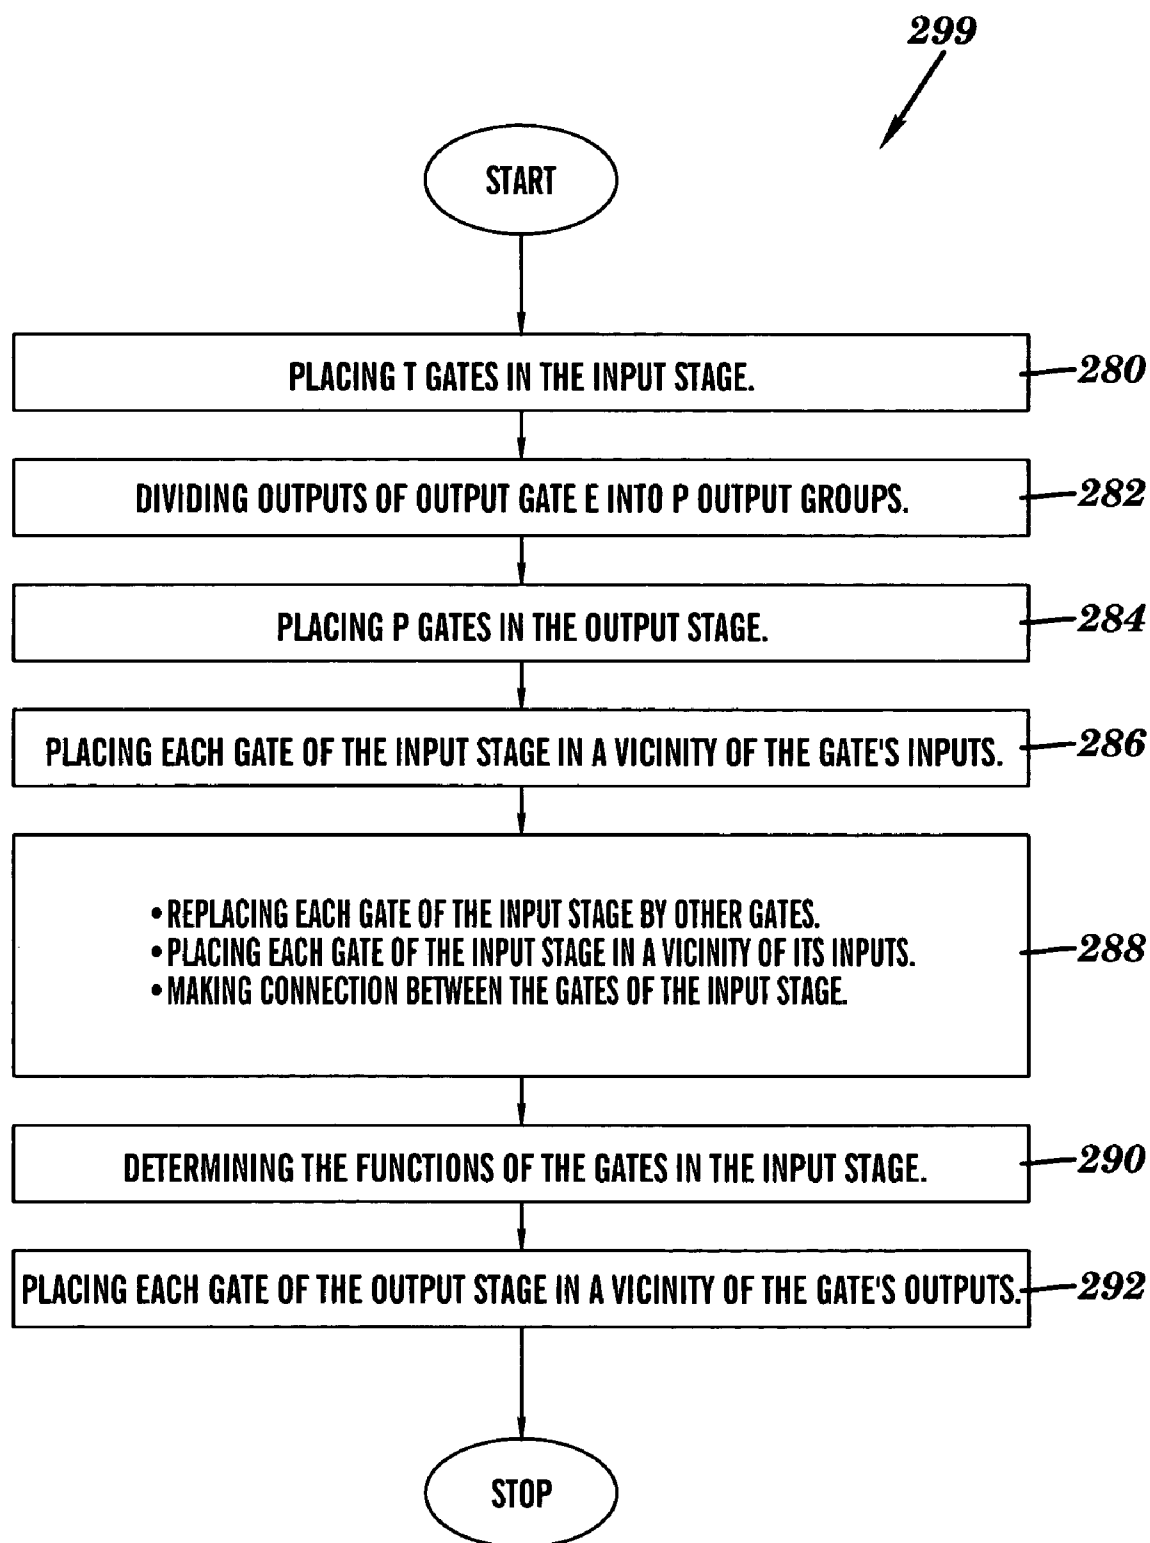 299
START
PLACING T GATES IN THE INPUT STAGE.
280
DIVIDING OUTPUTS OF OUTPUT GATE E INTO P OUTPUT GROUPS.
282
PLACING P GATES IN THE OUTPUT STAGE.
284
PLACING EACH GATE OF THE INPUT STAGE IN A VICINITY OF THE GATE'S INPUTS.
286
• REPLACING EACH GATE OF THE INPUT STAGE BY OTHER GATES.
• PLACING EACH GATE OF THE INPUT STAGE IN A VICINITY OF ITS INPUTS.
• MAKING CONNECTION BETWEEN THE GATES OF THE INPUT STAGE.
288
DETERMINING THE FUNCTIONS OF THE GATES IN THE INPUT STAGE.
290
PLACING EACH GATE OF THE OUTPUT STAGE IN A VICINITY OF THE GATE'S OUTPUTS.
292
STOP